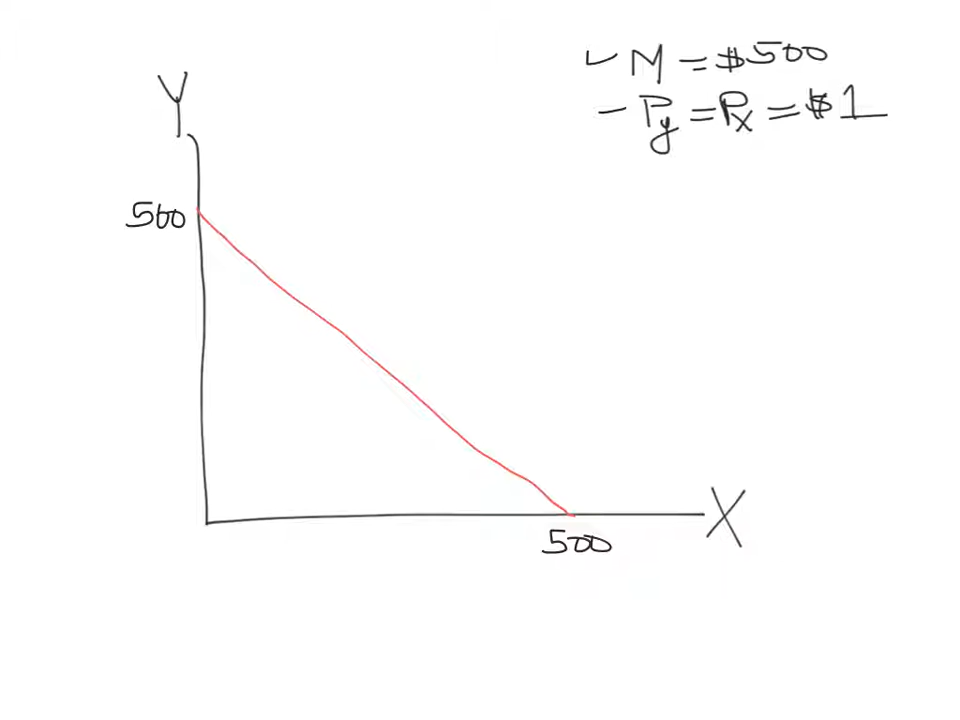 ✓ M = $500
- Py = Px = $1
Y
500
500
X